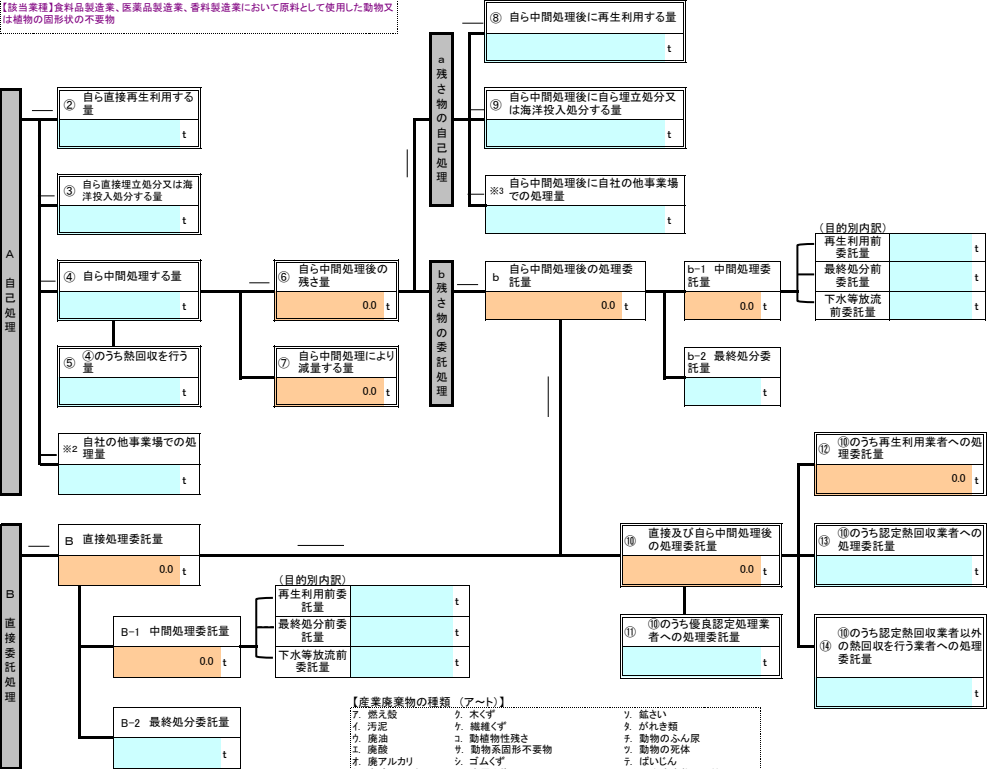 【該当業種】食料品製造業、医薬品製造業、香料製造業において原料として使用した動物又
は植物の固形状の不要物
⑧ 自ら中間処理後に再生利用する量
t
a 残さ物の自己処理
② 自ら直接再生利用する
量
t
⑨ 自ら中間処理後に自ら埋立処分又
は海洋投入処分する量
t
③ 自ら直接埋立処分又は海
洋投入処分する量
t
※3 自ら中間処理後に自社の他事業場
での処理量
t
A 自己処理
④ 自ら中間処理する量
t
⑥ 自ら中間処理後の
残さ量
0.0 t
b 残さ物の委託処理
b 自ら中間処理後の処理委
託量
0.0 t
b-1 中間処理委
託量
0.0 t
(目的別内訳)
再生利用前
委託量
t
最終処分前
委託量
t
下水等放流
前委託量
t
⑤ ④のうち熱回収を行う
量
t
⑦ 自ら中間処理により
減量する量
0.0 t
b-2 最終処分委
託量
t
※2 自社の他事業場での処
理量
t
⑫ ⑩のうち再生利用業者への処
理委託量
0.0 t
B 直接委託処理
B 直接処理委託量
0.0 t
⑩ 直接及び自ら中間処理後
の処理委託量
0.0 t
⑬ ⑩のうち認定熱回収業者への
処理委託量
t
(目的別内訳)
再生利用前委
託量
t
最終処分前委
託量
t
下水等放流前
委託量
t
B-1 中間処理委託量
0.0 t
⑪ ⑩のうち優良認定処理業
者への処理委託量
t
⑭ ⑩のうち認定熱回収業者以外
の熱回収を行う業者への処理
委託量
t
B-2 最終処分委託量
t
【産業廃棄物の種類 (ア～ト)】
ア. 燃え殻 ク. 木くず ソ. 鉱さい
イ. 汚泥 ケ. 繊維くず タ. がれき類
ウ. 廃油 コ. 動植物性残さ チ. 動物のふん尿
エ. 廃酸 サ. 動物系固形不要物 ツ. 動物の死体
オ. 廃アルカリ シ. ゴムくず テ. ばいじん